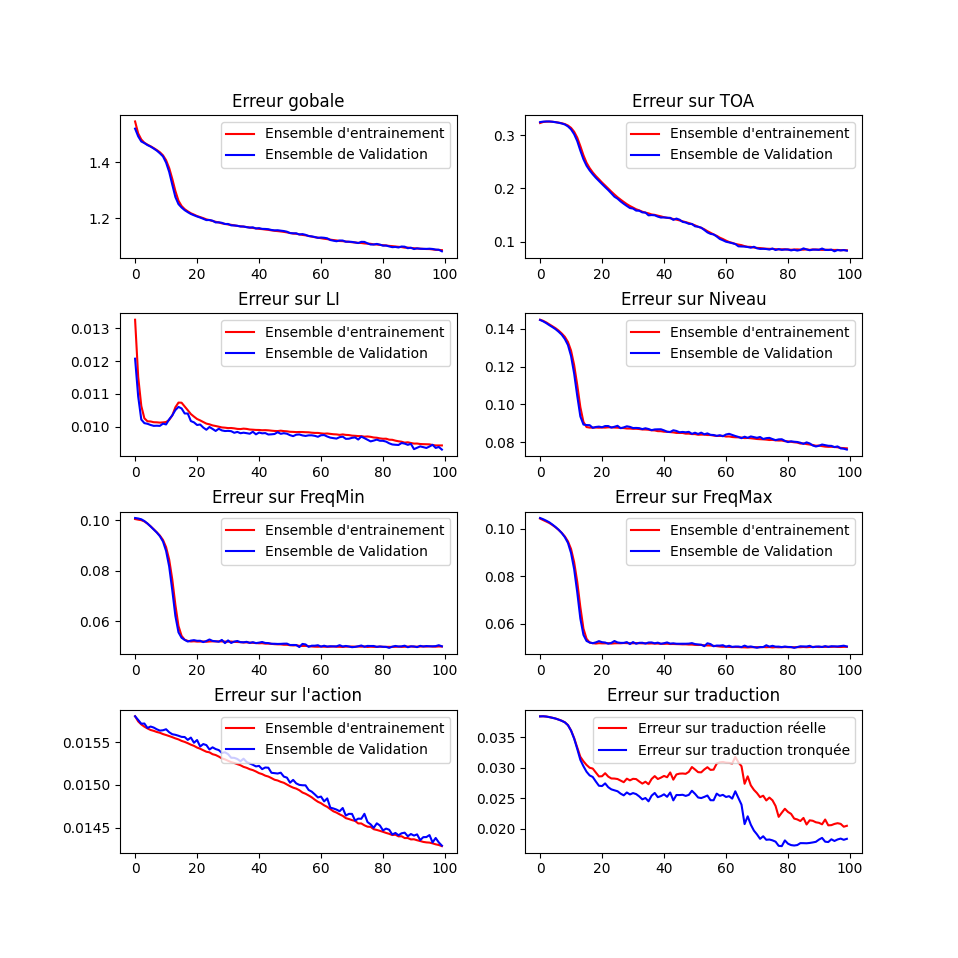 Erreur gobale
Ensemble d'entrainement
Ensemble de Validation
1.4
1.2
0 20 40 60 80 100
Erreur sur TOA
Ensemble d'entrainement
Ensemble de Validation
0.3
0.2
0.1
0 20 40 60 80 100
Erreur sur LI
Ensemble d'entrainement
Ensemble de Validation
0.013
0.012
0.011
0.010
0 20 40 60 80 100
Erreur sur Niveau
Ensemble d'entrainement
Ensemble de Validation
0.14
0.12
0.10
0.08
0 20 40 60 80 100
Erreur sur FreqMin
Ensemble d'entrainement
Ensemble de Validation
0.10
0.08
0.06
0 20 40 60 80 100
Erreur sur FreqMax
Ensemble d'entrainement
Ensemble de Validation
0.10
0.08
0.06
0 20 40 60 80 100
Erreur sur l'action
Ensemble d'entrainement
Ensemble de Validation
0.0155
0.0150
0.0145
0 20 40 60 80 100
Erreur sur traduction
Erreur sur traduction réelle
Erreur sur traduction tronquée
0.035
0.030
0.025
0.020
0 20 40 60 80 100